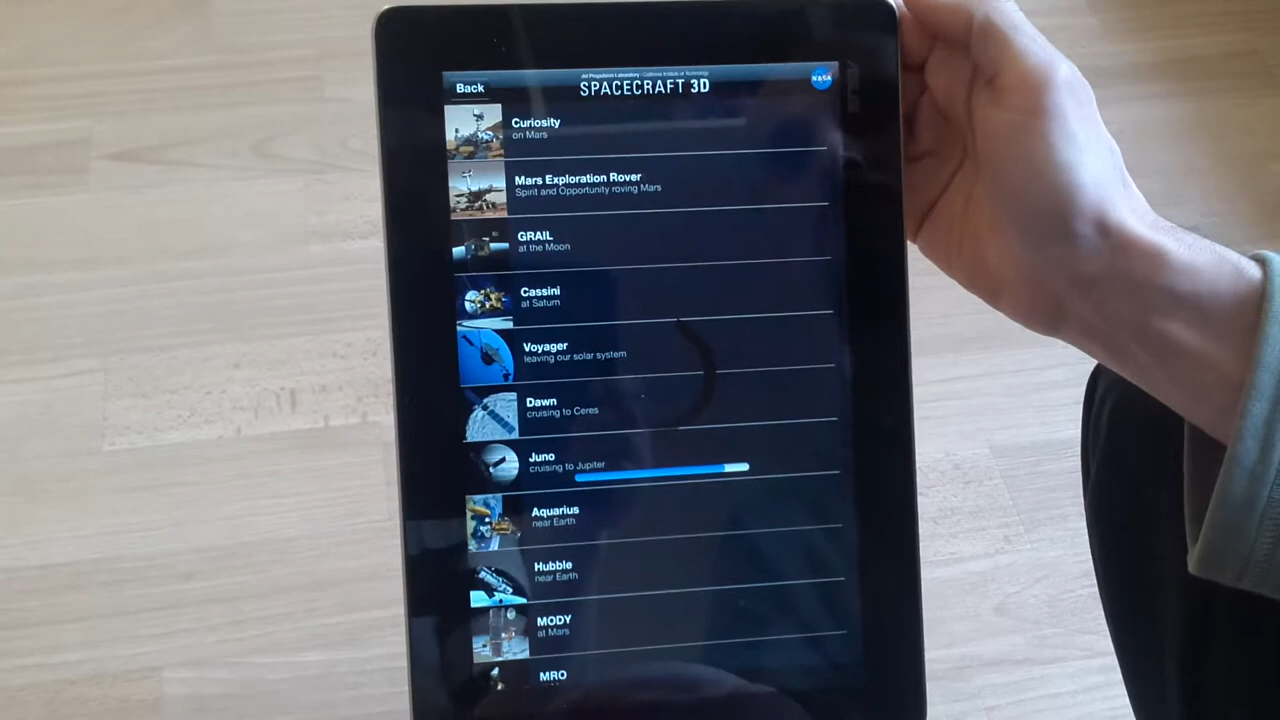 Jet Propulsion Laboratory California Institute of Technology
Back
SPACECRAFT 3D
NASA
Curiosity
on Mars
Mars Exploration Rover
Spirit and Opportunity roving Mars
GRAIL
at the Moon
Cassini
at Saturn
Voyager
leaving our solar system
Dawn
cruising to Ceres
Juno
cruising to Jupiter
Aquarius
near Earth
Hubble
near Earth
MODY
at Mars
MRO